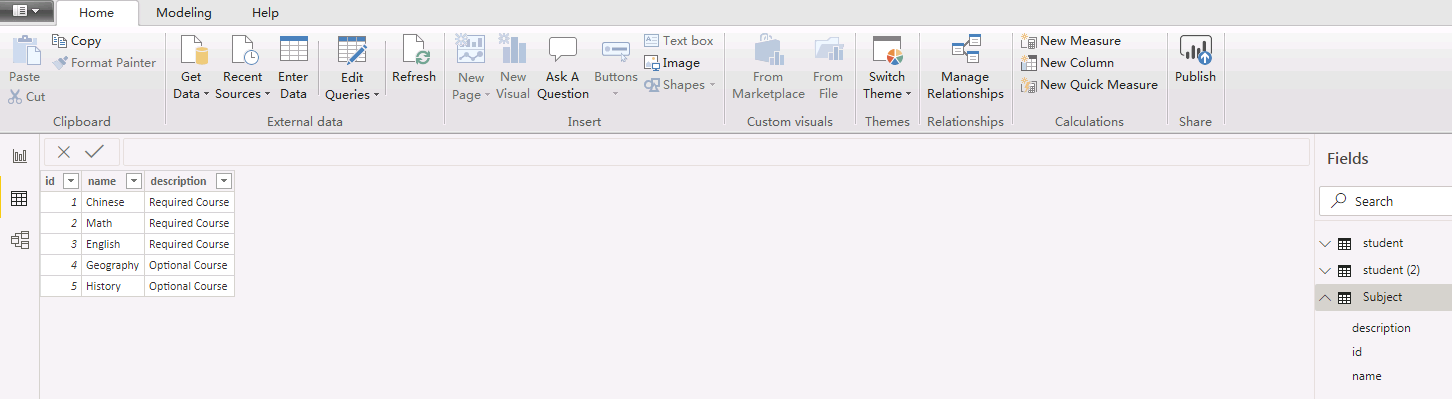 Home Modeling Help
Paste
Cut
Copy
Format Painter
Clipboard
Get Data
Recent Sources
Enter Data
Edit Queries
Refresh
External data
New Page
New Visual
Ask A Question
Buttons
Text box
Image
Shapes
Insert
From Marketplace
From File
Custom visuals
Switch Theme
Themes
Manage Relationships
Relationships
New Measure
New Column
New Quick Measure
Calculations
Publish
Share
id name description
1 Chinese Required Course
2 Math Required Course
3 English Required Course
4 Geography Optional Course
5 History Optional Course
Fields
Search
student
student (2)
Subject
description
id
name